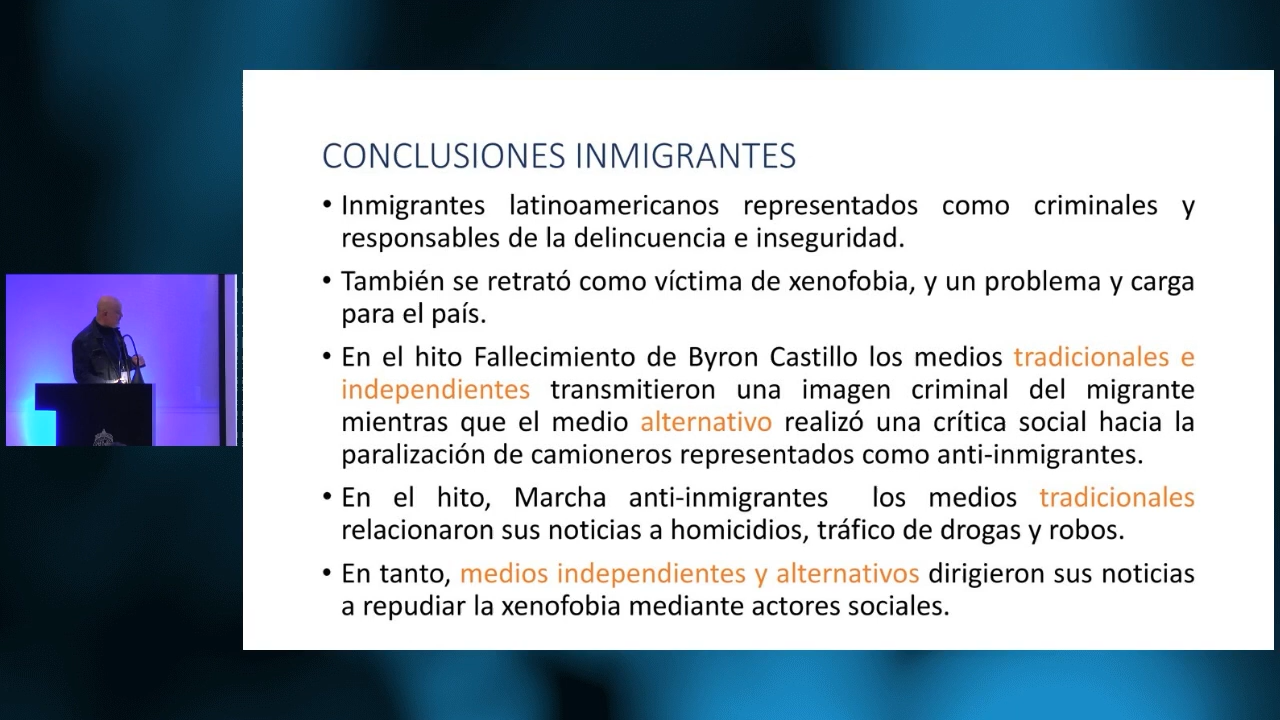 CONCLUSIONES INMIGRANTES
• Inmigrantes latinoamericanos representados como criminales y
responsables de la delincuencia e inseguridad.
• También se retrató como víctima de xenofobia, y un problema y carga
para el país.
• En el hito Fallecimiento de Byron Castillo los medios tradicionales e
independientes transmitieron una imagen criminal del migrante
mientras que el medio alternativo realizó una crítica social hacia la
paralización de camioneros representados como anti-inmigrantes.
• En el hito, Marcha anti-inmigrantes los medios tradicionales
relacionaron sus noticias a homicidios, tráfico de drogas y robos.
• En tanto, medios independientes y alternativos dirigieron sus noticias
a repudiar la xenofobia mediante actores sociales.